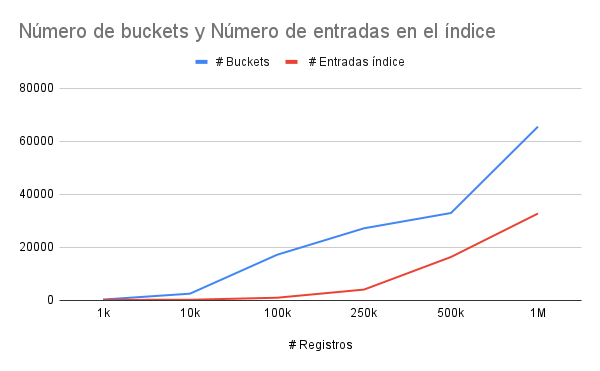 Número de buckets y Número de entradas en el índice
# Buckets # Entradas índice
80000
60000
40000
20000
0
1k 10k 100k 250k 500k 1M
# Registros